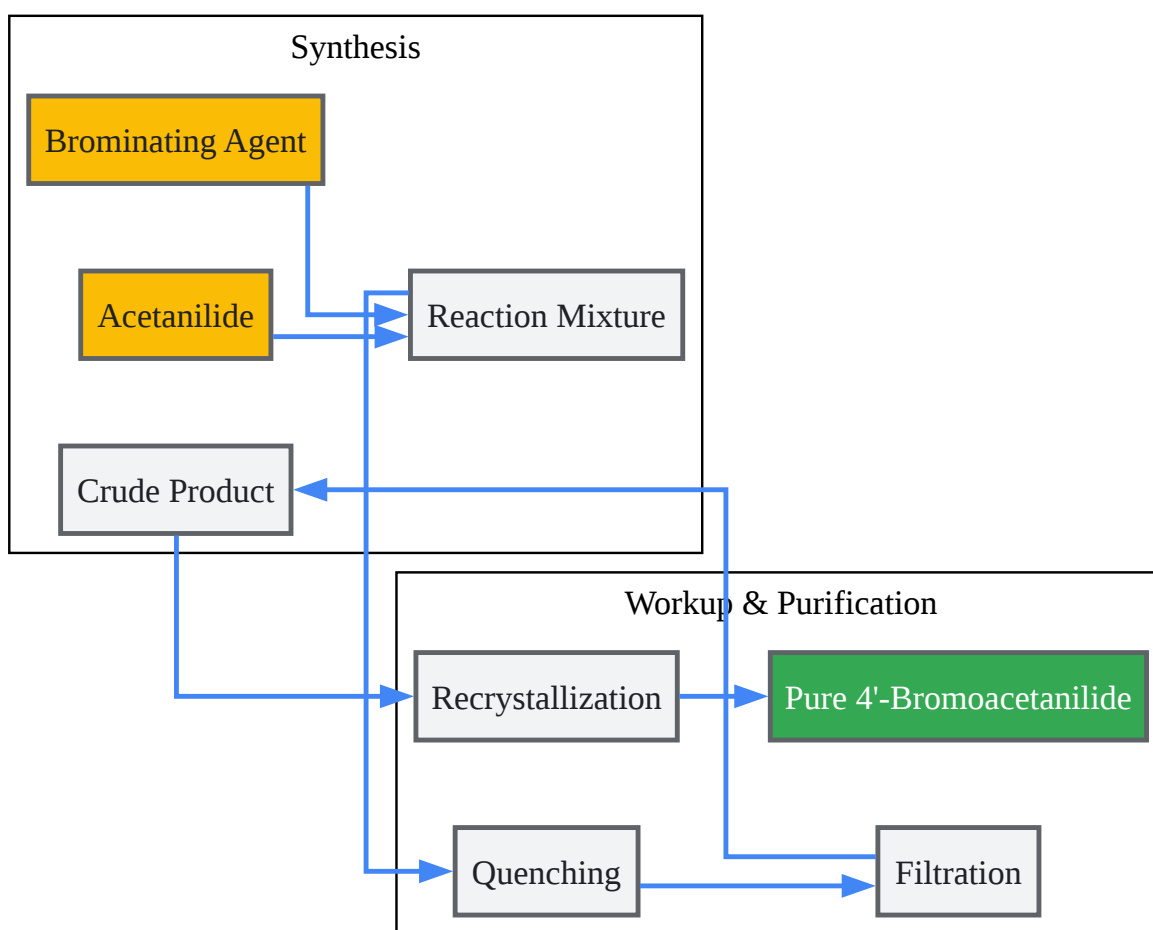 Synthesis
Brominating Agent
Acetanilide
Reaction Mixture
Crude Product
Workup & Purification
Recrystallization
Pure 4'-Bromoacetanilide
Quenching
Filtration